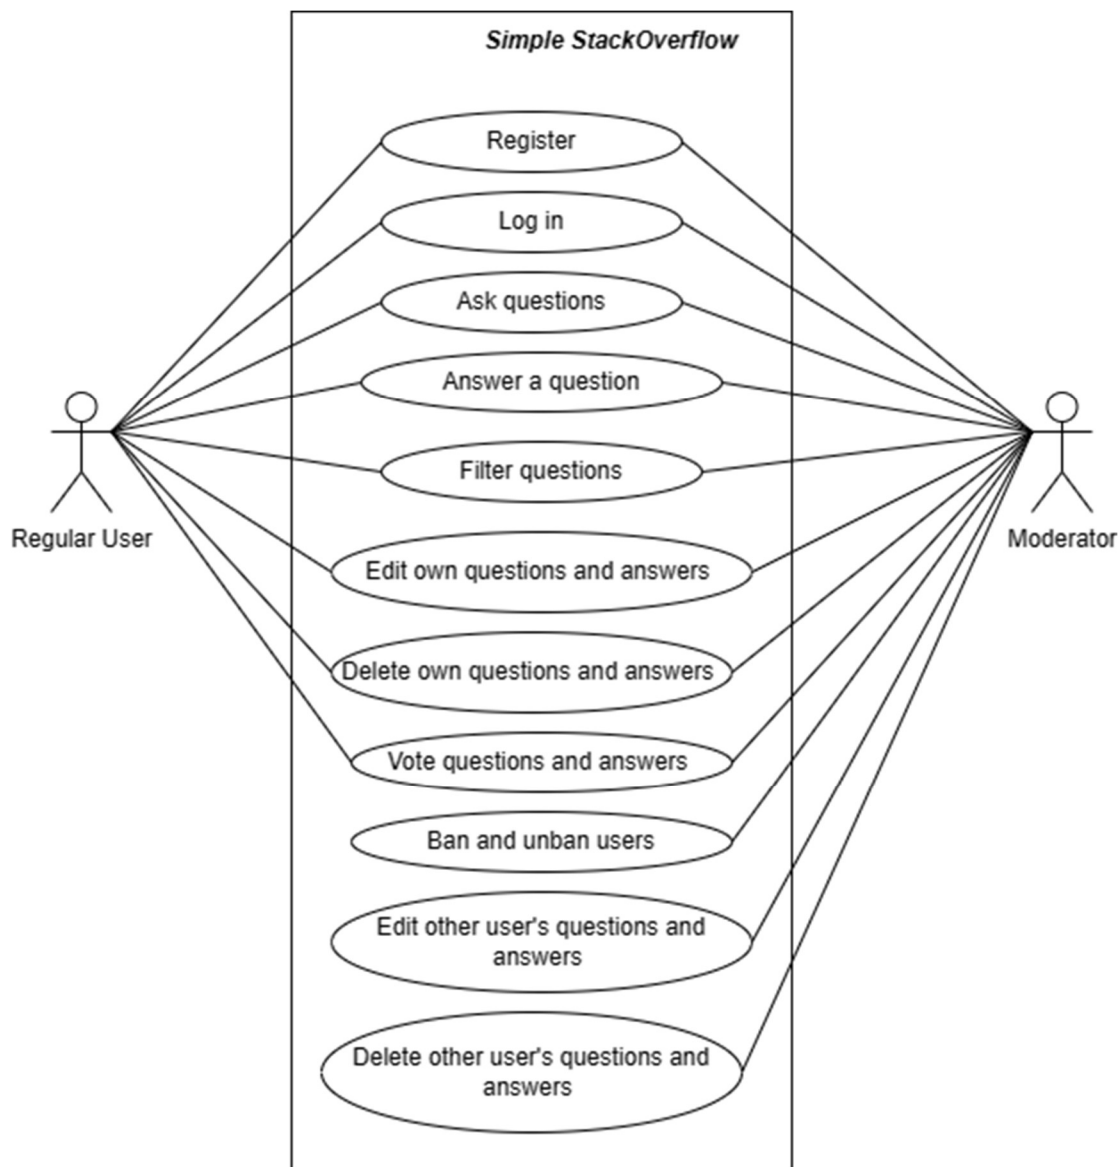 Simple StackOverflow
Register
Log in
Ask questions
Answer a question
Filter questions
Regular User
Moderator
Edit own questions and answers
Delete own questions and answers
Vote questions and answers
Ban and unban users
Edit other user's questions and
answers
Delete other user's questions and
answers